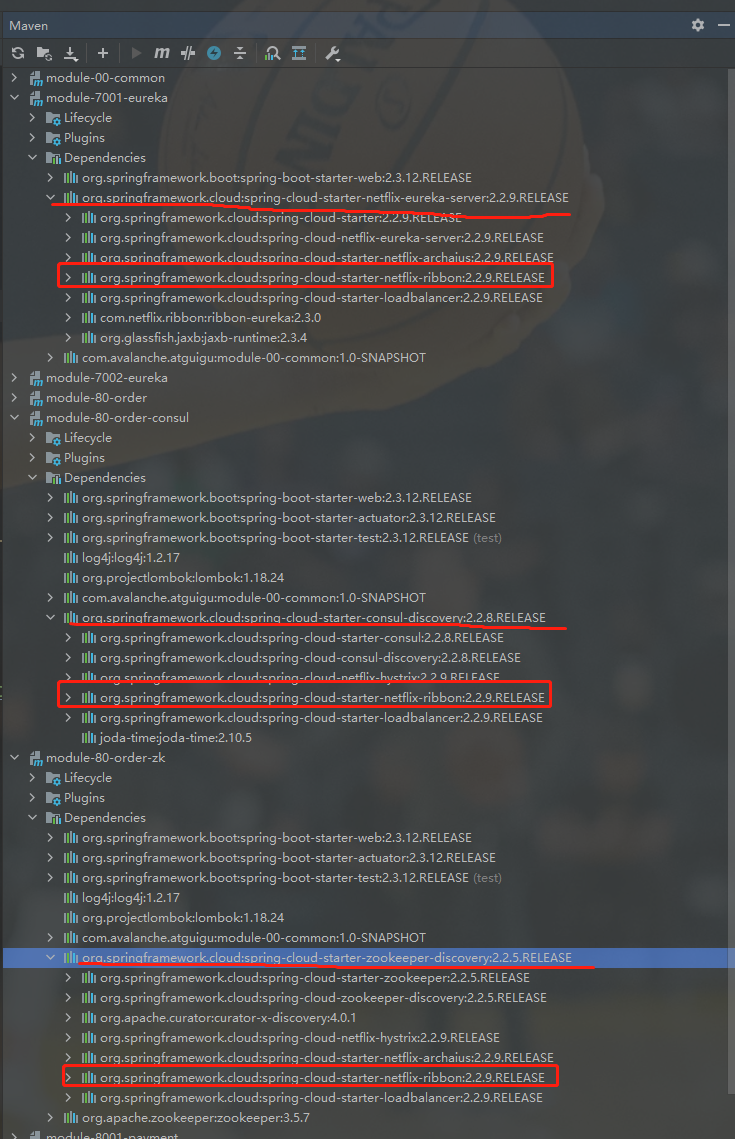 Maven
module-00-common
module-7001-eureka
Lifecycle
Plugins
Dependencies
org.springframework.boot:spring-boot-starter-web:2.3.12.RELEASE
org.springframework.cloud:spring-cloud-starter-netflix-eureka-server:2.2.9.RELEASE
org.springframework.cloud:spring-cloud-starter:2.2.9.RELEASE
org.springframework.cloud:spring-cloud-netflix-eureka-server:2.2.9.RELEASE
org.springframework.cloud:spring-cloud-starter-netflix-archaius:2.2.9.RELEASE
org.springframework.cloud:spring-cloud-starter-netflix-ribbon:2.2.9.RELEASE
org.springframework.cloud:spring-cloud-starter-loadbalancer:2.2.9.RELEASE
com.netflix.ribbon:ribbon-eureka:2.3.0
org.glassfish.jaxb:jaxb-runtime:2.3.4
com.avalanche.atguigu:module-00-common:1.0-SNAPSHOT
module-7002-eureka
module-80-order
module-80-order-consul
Lifecycle
Plugins
Dependencies
org.springframework.boot:spring-boot-starter-web:2.3.12.RELEASE
org.springframework.boot:spring-boot-starter-actuator:2.3.12.RELEASE
org.springframework.boot:spring-boot-starter-test:2.3.12.RELEASE (test)
log4j:log4j:1.2.17
org.projectlombok:lombok:1.18.24
com.avalanche.atguigu:module-00-common:1.0-SNAPSHOT
org.springframework.cloud:spring-cloud-starter-consul-discovery:2.2.8.RELEASE
org.springframework.cloud:spring-cloud-starter-consul:2.2.8.RELEASE
org.springframework.cloud:spring-cloud-consul-discovery:2.2.8.RELEASE
org.springframework.cloud:spring-cloud-netflix-hystrix:2.2.9.RELEASE
org.springframework.cloud:spring-cloud-starter-netflix-ribbon:2.2.9.RELEASE
org.springframework.cloud:spring-cloud-starter-loadbalancer:2.2.9.RELEASE
joda-time:joda-time:2.10.5
module-80-order-zk
Lifecycle
Plugins
Dependencies
org.springframework.boot:spring-boot-starter-web:2.3.12.RELEASE
org.springframework.boot:spring-boot-starter-actuator:2.3.12.RELEASE
org.springframework.boot:spring-boot-starter-test:2.3.12.RELEASE (test)
log4j:log4j:1.2.17
org.projectlombok:lombok:1.18.24
com.avalanche.atguigu:module-00-common:1.0-SNAPSHOT
org.springframework.cloud:spring-cloud-starter-zookeeper-discovery:2.2.5.RELEASE
org.springframework.cloud:spring-cloud-starter-zookeeper:2.2.5.RELEASE
org.springframework.cloud:spring-cloud-zookeeper-discovery:2.2.5.RELEASE
org.apache.curator:curator-x-discovery:4.0.1
org.springframework.cloud:spring-cloud-netflix-hystrix:2.2.9.RELEASE
org.springframework.cloud:spring-cloud-starter-netflix-archaius:2.2.9.RELEASE
org.springframework.cloud:spring-cloud-starter-netflix-ribbon:2.2.9.RELEASE
org.springframework.cloud:spring-cloud-starter-loadbalancer:2.2.9.RELEASE
org.apache.zookeeper:zookeeper:3.5.7
module-8001-payment